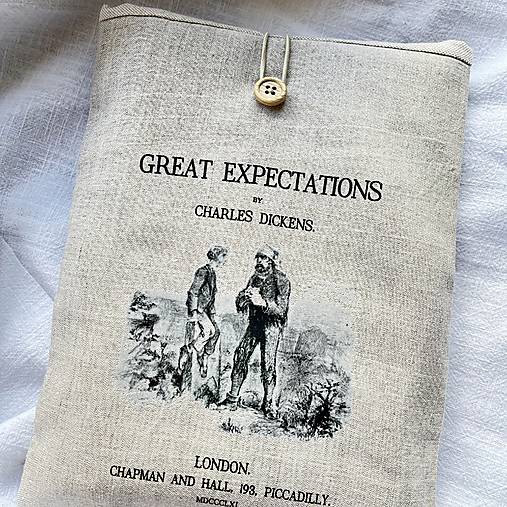 GREAT EXPECTATIONS
BY
CHARLES DICKENS.
LONDON.
CHAPMAN AND HALL, 193, PICCADILLY.
MDCCCLXI.